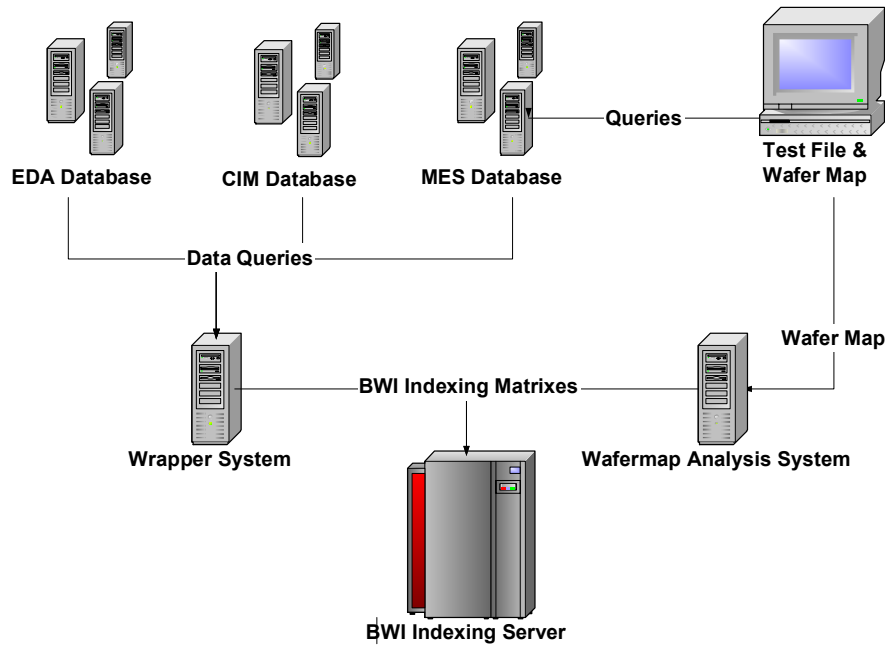 Queries
Test File &
Wafer Map
EDA Database
CIM Database
MES Database
Data Queries
Wafer Map
BWI Indexing Matrixes
Wrapper System
Wafermap Analysis System
BWI Indexing Server